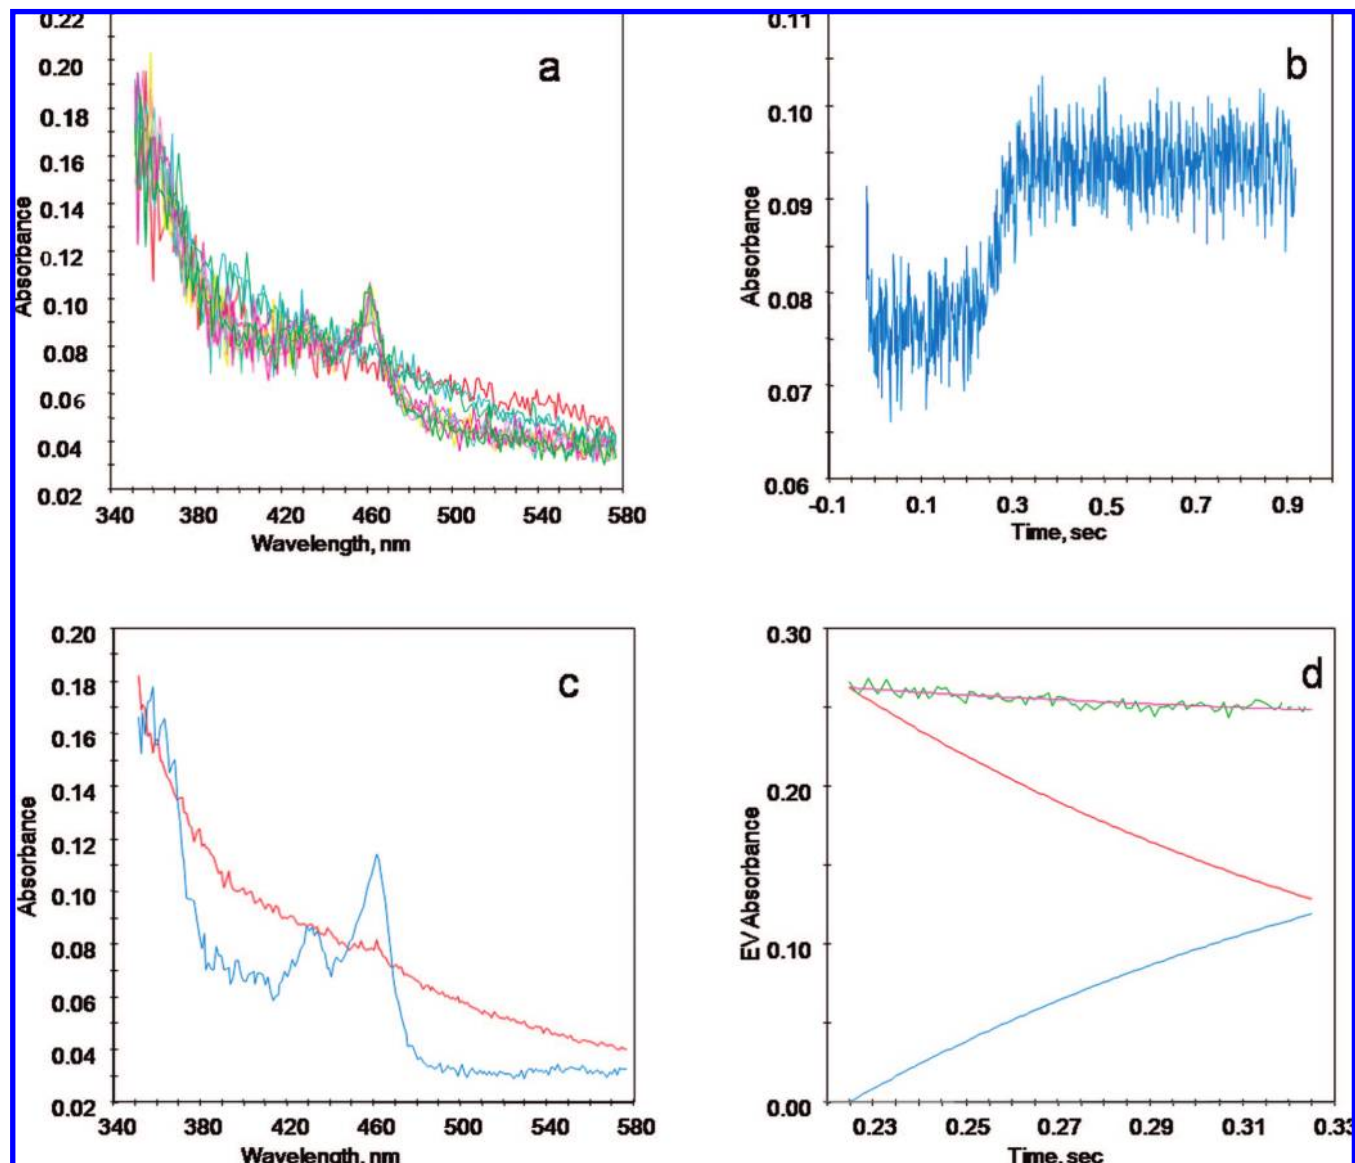 0.22
0.20
0.18
0.16
0.14
0.12
0.10
0.08
0.06
0.04
0.02
Absorbance
340 380 420 460 500 540 580
Wavelength, nm
a
0.11
0.10
0.09
0.08
0.07
0.06
Absorbance
-0.1 0.1 0.3 0.5 0.7 0.9
Time, sec
b
0.20
0.18
0.16
0.14
0.12
0.10
0.08
0.06
0.04
0.02
Absorbance
340 380 420 460 500 540 580
Wavelength, nm
c
0.30
0.20
0.10
0.00
EV Absorbance
0.23 0.25 0.27 0.29 0.31 0.33
Time, sec
d